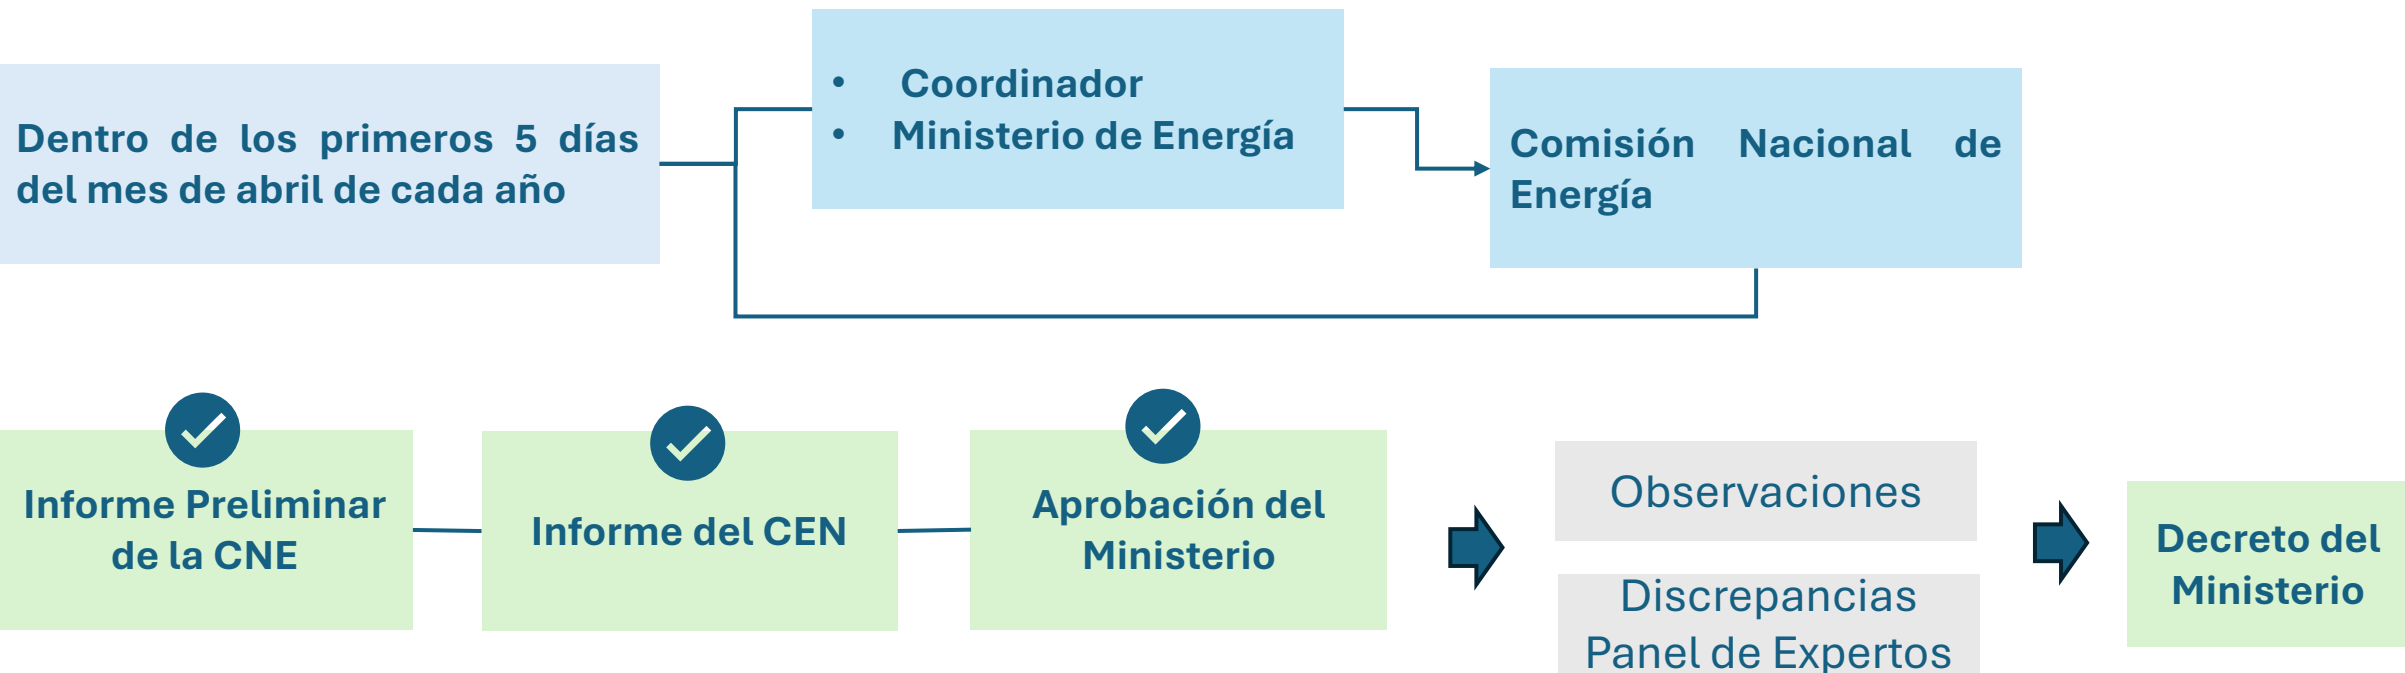 Dentro de los primeros 5 días
del mes de abril de cada año
• Coordinador
• Ministerio de Energía
Comisión Nacional de
Energía
Informe Preliminar
de la CNE
Informe del CEN
Aprobación del
Ministerio
Observaciones
Discrepancias
Panel de Expertos
Decreto del
Ministerio